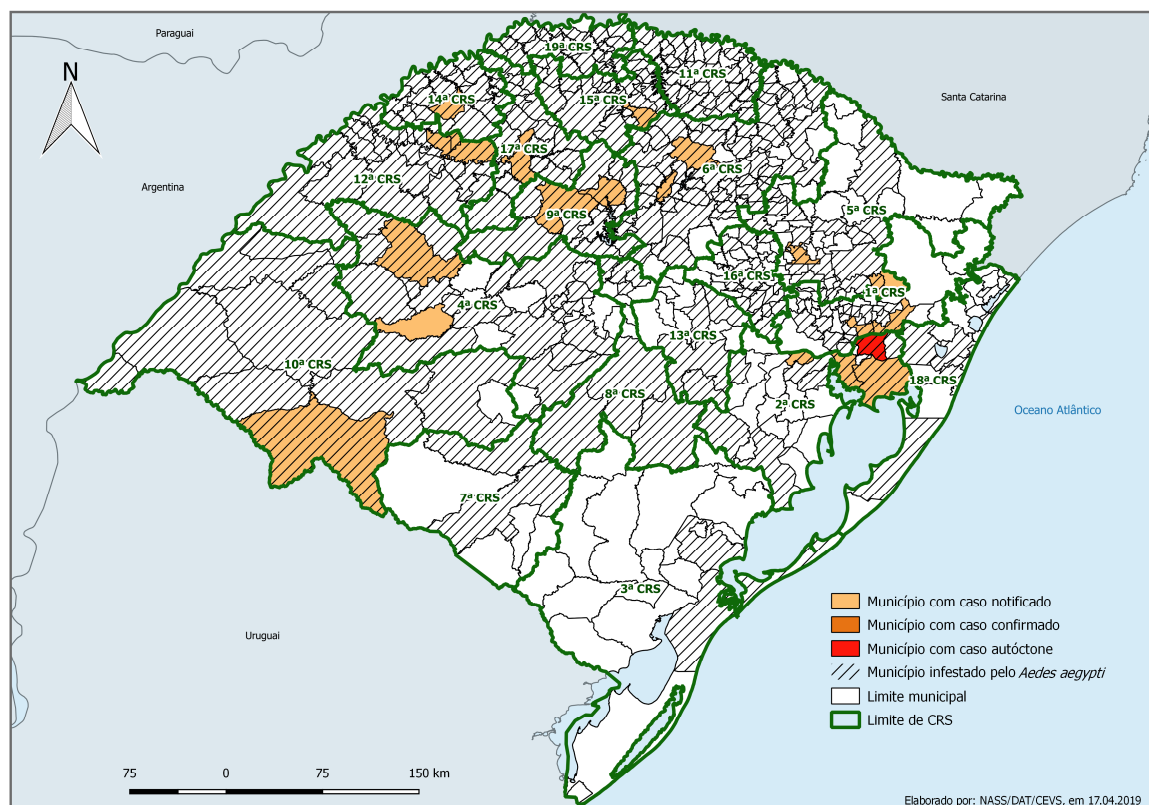 Paraguai
N
19ª CRS
11ª CRS
Santa Catarina
14ª CRS
15ª CRS
17ª CRS
6ª CRS
Argentina
12ª CRS
9ª CRS
5ª CRS
16ª CRS
1ª CRS
4ª CRS
13ª CRS
10ª CRS
18ª CRS
8ª CRS
2ª CRS
Oceano Atlântico
7ª CRS
3ª CRS
Uruguai
Município com caso notificado
Município com caso confirmado
Município com caso autóctone
Município infestado pelo Aedes aegypti
Limite municipal
Limite de CRS
75 0 75 150 km
Elaborado por: NASS/DAT/CEVS, em 17.04.2019